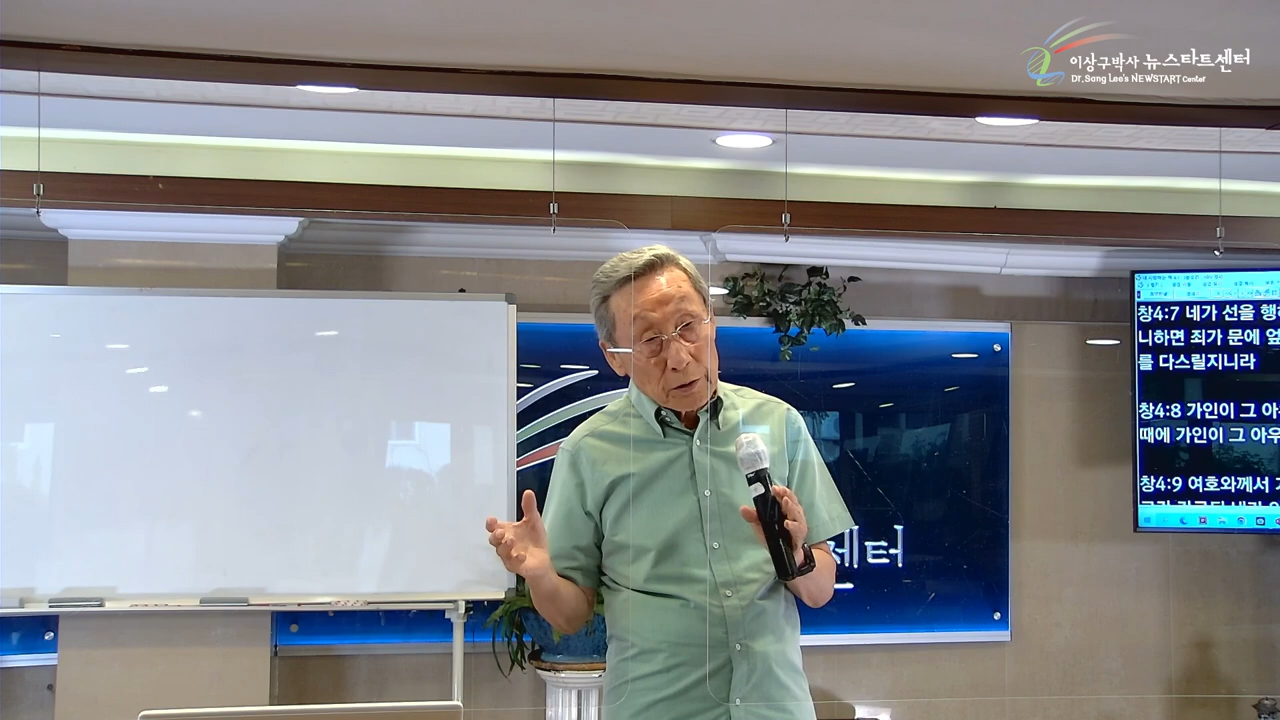 이상구박사 뉴스타트센터
Dr. Sang Lee's NEWSTART Center
창4:7 네가 선을 행
니하면 죄가 문에 엎
를 다스릴지니라
창4:8 가인이 그 아
때에 가인이 그 아우
창4:9 여호와께서
센터